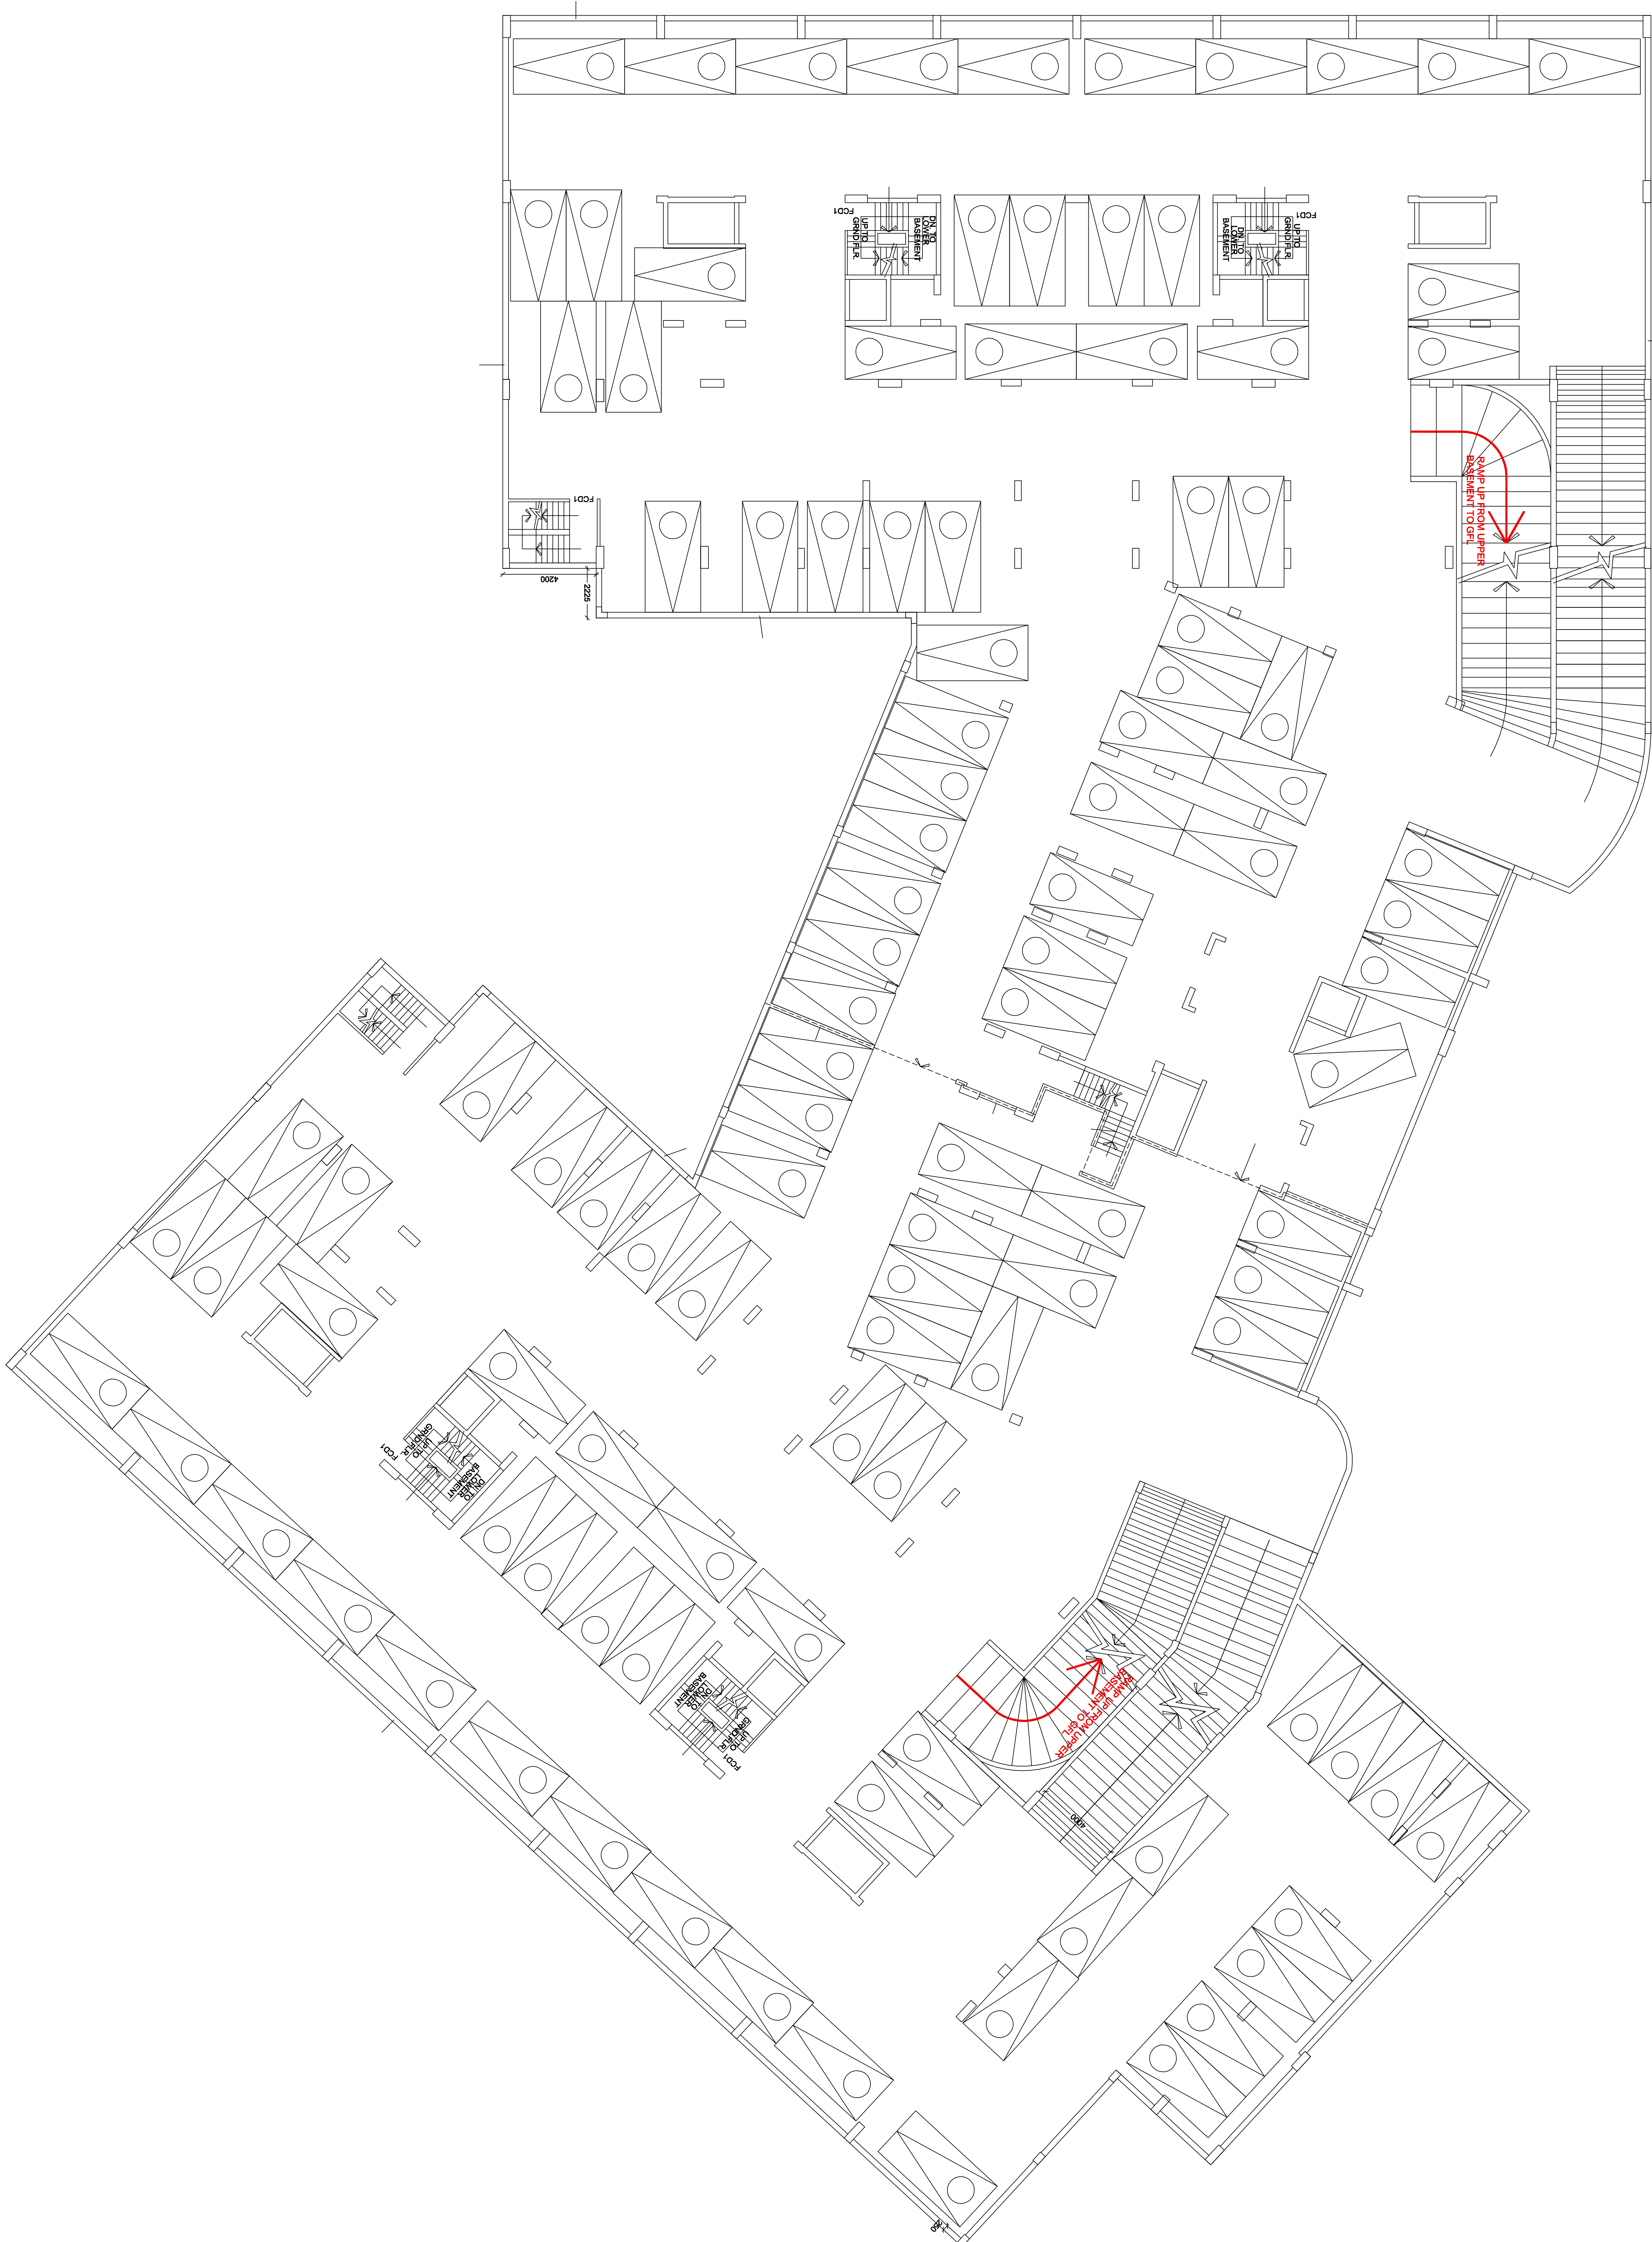 FCD1
UP TO
GRND FLR.
DN. TO
LOWER
BASEMENT
DN. TO
LOWER
BASEMENT
UP TO
GRND FLR.
FCD1
RAMP UP FROM UPPER
BASEMENT TO GFL
FCD1
4200
2225
FCD1
UP TO
GRND FLR.
DN. TO
LOWER
BASEMENT
DN. TO
LOWER
BASEMENT
UP TO
GRND FLR.
FCD1
RAMP UP FROM UPPER
BASEMENT TO GFL
4000
250